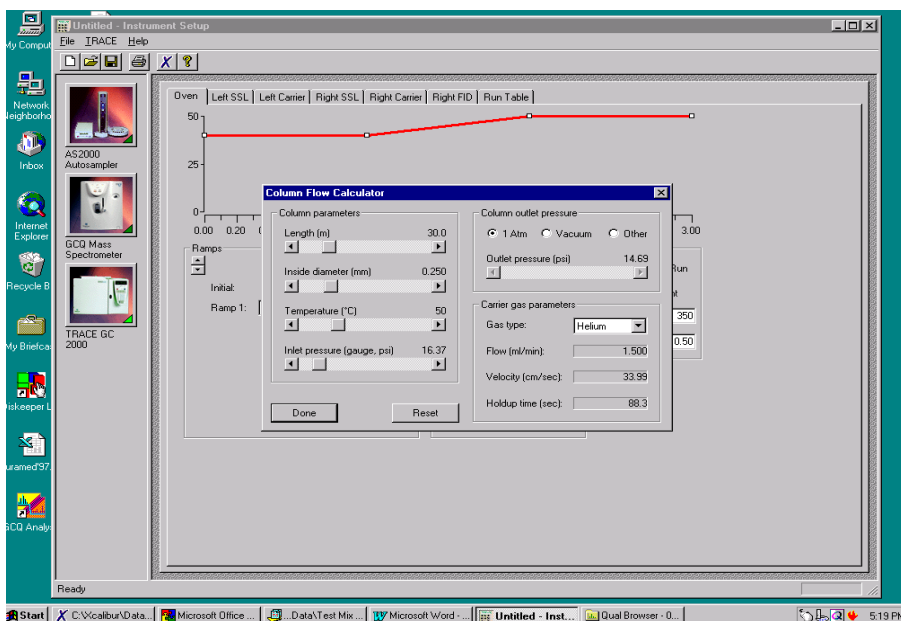 Untitled - Instrument Setup
File TRACE Help
My Comput
Network
Neighborho
Inbox
Internet
Explorer
Recycle B
My Briefca
Diskeeper L
uramed'97.
GCQ Analy
AS2000
Autosampler
GCQ Mass
Spectrometer
TRACE GC
2000
Oven Left SSL Left Carrier Right SSL Right Carrier Right FID Run Table
50
25
0
0.00 0.20 3.00
Ramps
Initial:
Ramp 1:
Run
350
0.50
Column Flow Calculator
Column parameters
Length (m) 30.0
Inside diameter (mm) 0.250
Temperature (°C) 50
Inlet pressure (gauge, psi) 16.37
Done Reset
Column outlet pressure
1 Atm Vacuum Other
Outlet pressure (psi) 14.69
Carrier gas parameters
Gas type: Helium
Flow (ml/min): 1.500
Velocity (cm/sec): 33.99
Holdup time (sec): 88.3
Ready
Start C:\Xcalibur\Data... Microsoft Office ... ...Data\Test Mix ... Microsoft Word - ... Untitled - Inst... Qual Browser - 0... 5:19 PM